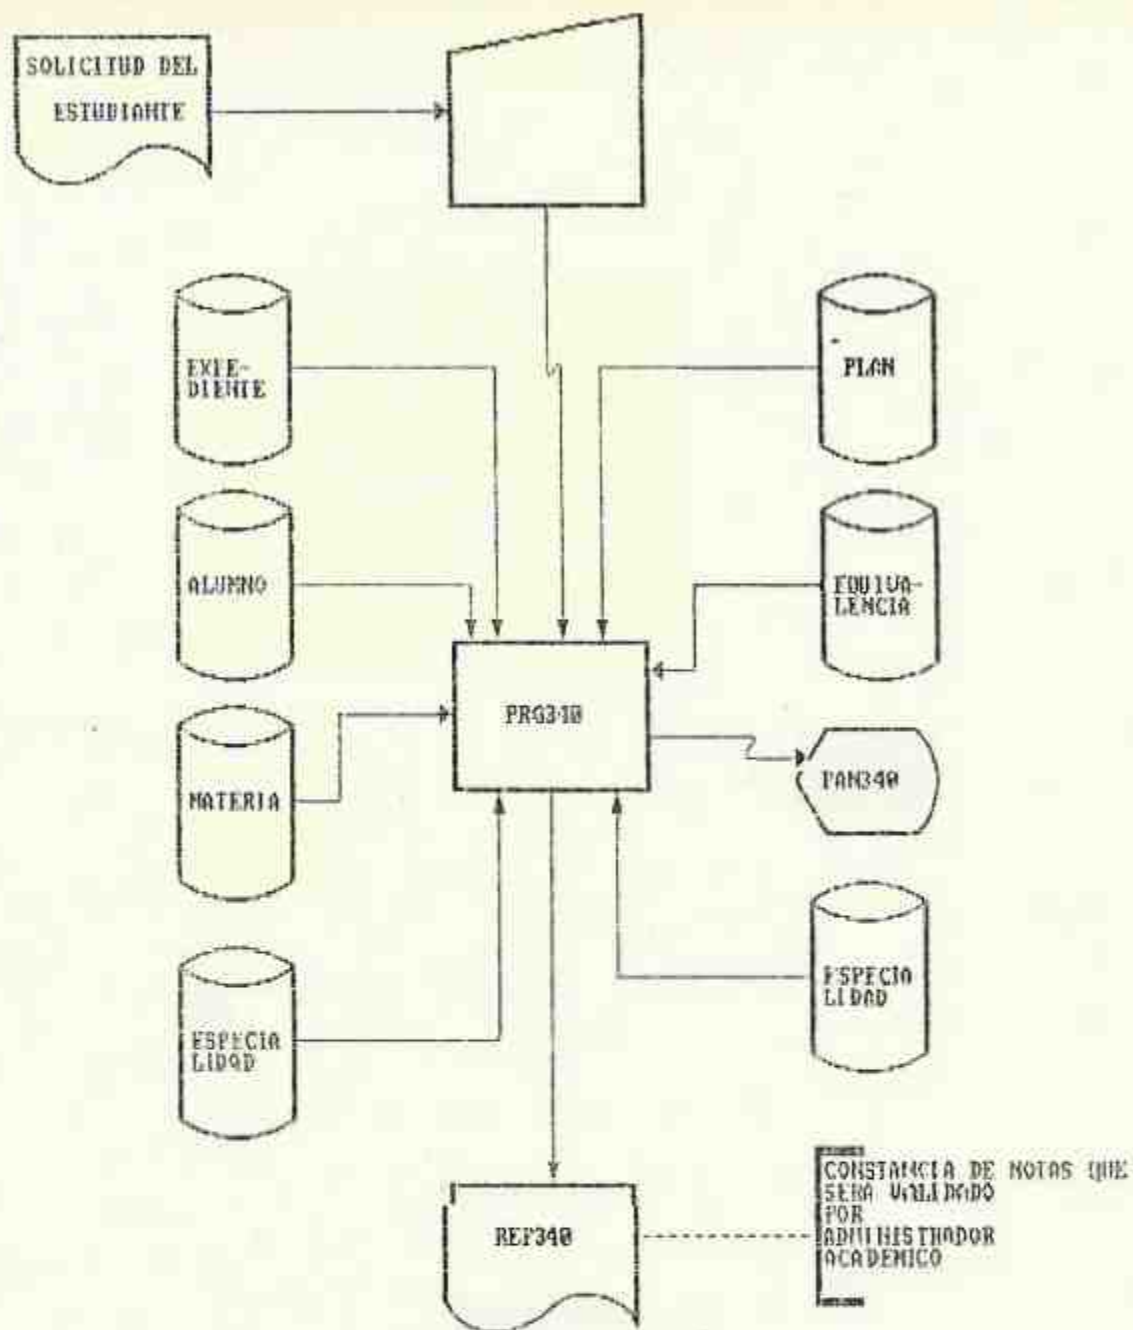 SOLICITUD DEL
ESTUDIANTE
EXPE-
DIENTE
PLAN
ALUMNO
EQUIVA-
LENCIA
PRG340
MATERIA
PAN340
ESPECIA
LIDAD
ESPECIA
LIDAD
REP340
CONSTANCIA DE NOTAS QUE
SERA VALIDADO
POR
ADMINISTRADOR
ACADEMICO